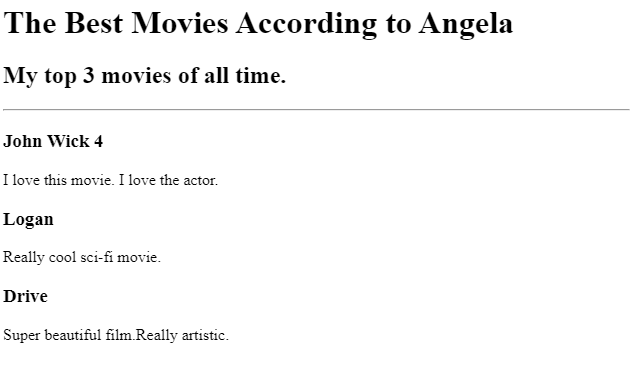 The Best Movies According to Angela
My top 3 movies of all time.
John Wick 4
I love this movie. I love the actor.
Logan
Really cool sci-fi movie.
Drive
Super beautiful film.Really artistic.